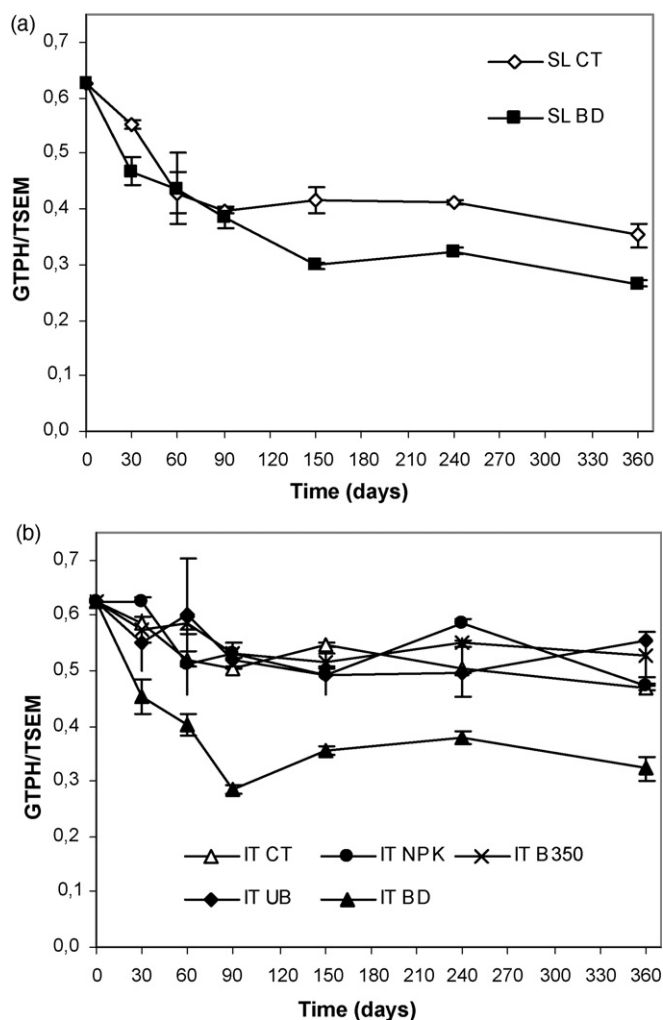 (a)
0,7
0,6
0,5
0,4
0,3
0,2
0,1
0,0
GTPH/TSEM
SL CT
SL BD
0 30 60 90 120 150 180 210 240 270 300 330 360
Time (days)
(b)
0,7
0,6
0,5
0,4
0,3
0,2
0,1
0,0
GTPH/TSEM
IT CT IT NPK IT B350
IT UB IT BD
0 30 60 90 120 150 180 210 240 270 300 330 360
Time (days)